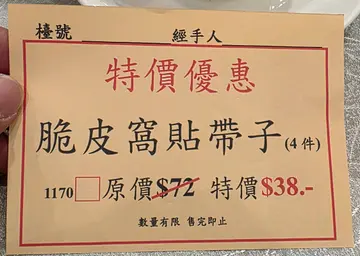 檯號 經手人
特價優惠
脆皮窩貼帶子(4件)
1170 原價$72 特價$38.-
數量有限 售完即止